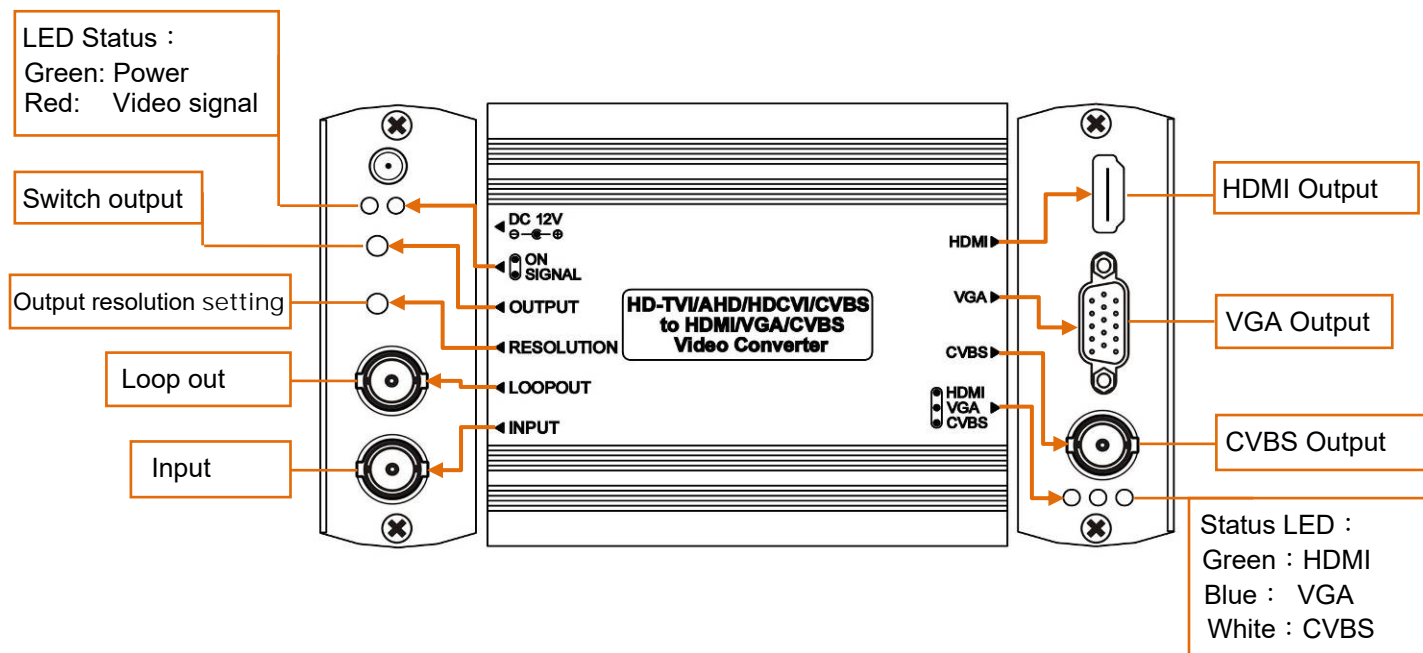 LED Status：
Green: Power
Red: Video signal
Switch output
Output resolution setting
Loop out
Input
DC 12V
ON
SIGNAL
OUTPUT
RESOLUTION
LOOPOUT
INPUT
HD-TVI/AHD/HDCVI/CVBS
to HDMI/VGA/CVBS
Video Converter
HDMI
VGA
CVBS
HDMI
VGA
CVBS
HDMI Output
VGA Output
CVBS Output
Status LED：
Green：HDMI
Blue： VGA
White：CVBS